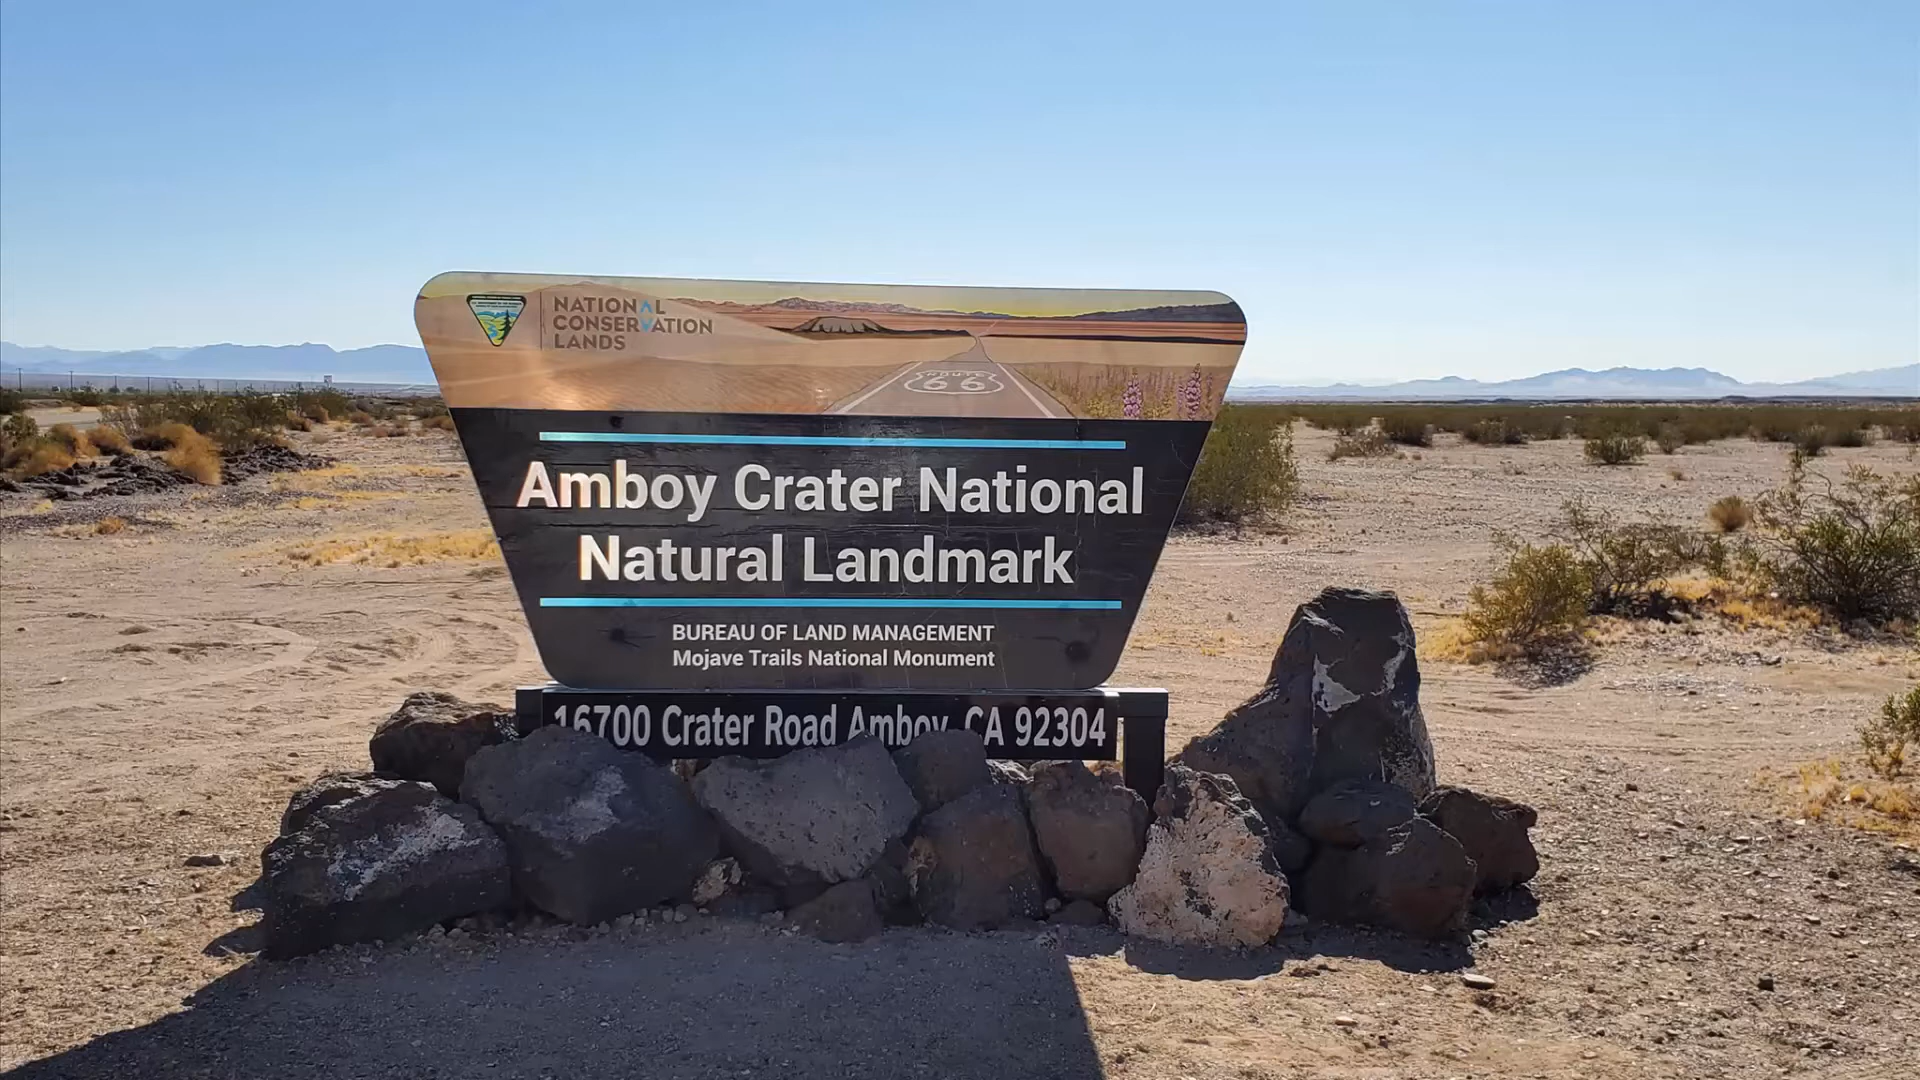 NATIONAL
CONSERVATION
LANDS
ROUTE
66
Amboy Crater National
Natural Landmark
BUREAU OF LAND MANAGEMENT
Mojave Trails National Monument
16700 Crater Road Amboy, CA 92304